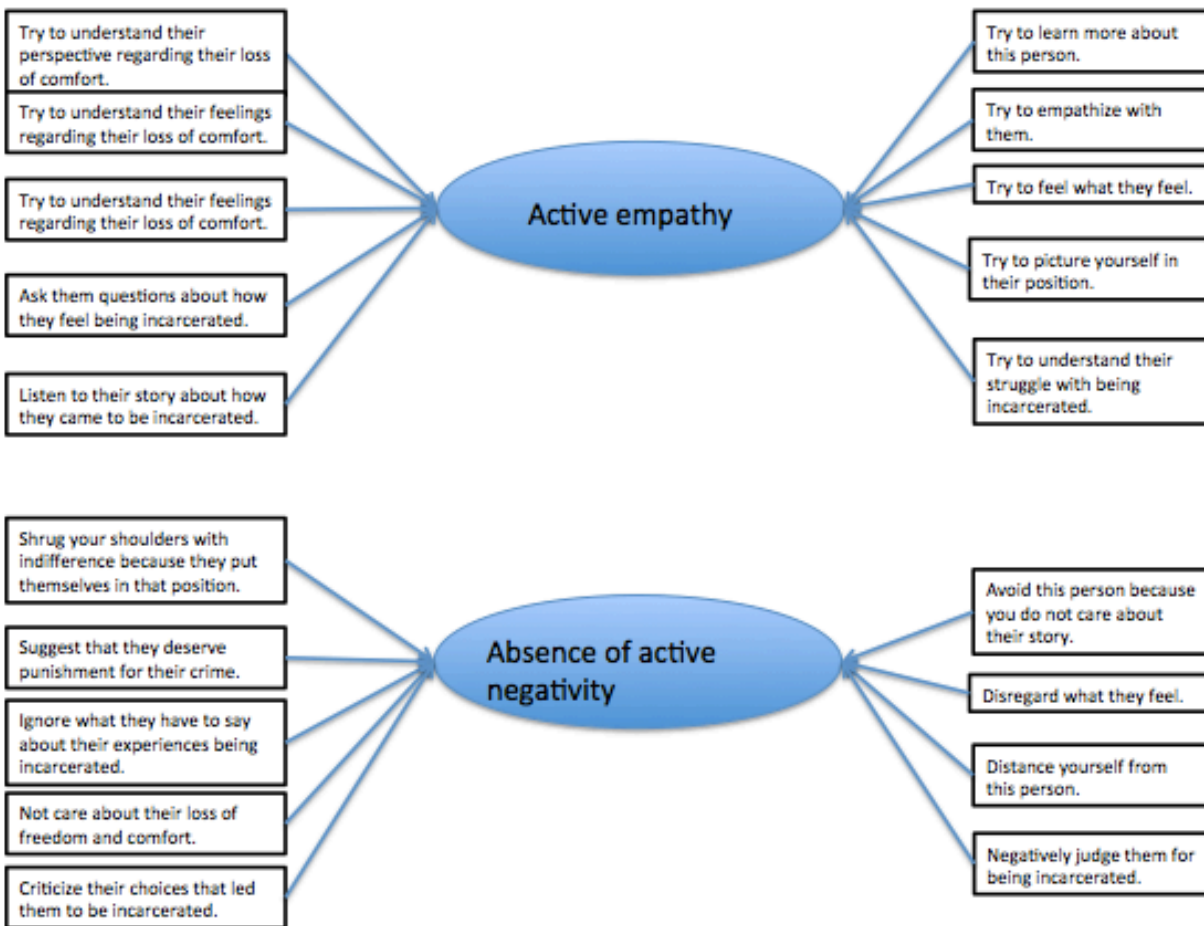 Try to understand their
perspective regarding their loss
of comfort.
Try to understand their feelings
regarding their loss of comfort.
Try to understand their feelings
regarding their loss of comfort.
Ask them questions about how
they feel being incarcerated.
Listen to their story about how
they came to be incarcerated.
Active empathy
Try to learn more about
this person.
Try to empathize with
them.
Try to feel what they feel.
Try to picture yourself in
their position.
Try to understand their
struggle with being
incarcerated.
Shrug your shoulders with
indifference because they put
themselves in that position.
Suggest that they deserve
punishment for their crime.
Ignore what they have to say
about their experiences being
incarcerated.
Not care about their loss of
freedom and comfort.
Criticize their choices that led
them to be incarcerated.
Absence of active
negativity
Avoid this person because
you do not care about
their story.
Disregard what they feel.
Distance yourself from
this person.
Negatively judge them for
being incarcerated.